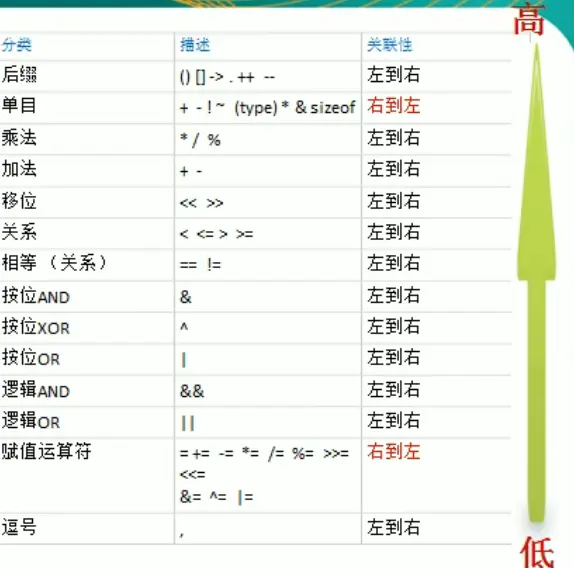 高
分类 描述 关联性
后缀 () [] -> . ++ -- 左到右
单目 + - ! ~ (type) * & sizeof 右到左
乘法 * / % 左到右
加法 + - 左到右
移位 << >> 左到右
关系 < <= > >= 左到右
相等 （关系） == != 左到右
按位AND & 左到右
按位XOR ^ 左到右
按位OR | 左到右
逻辑AND && 左到右
逻辑OR || 左到右
赋值运算符 = += -= *= /= %= >>= 右到左
<<=
&= ^= |=
逗号 , 左到右
低